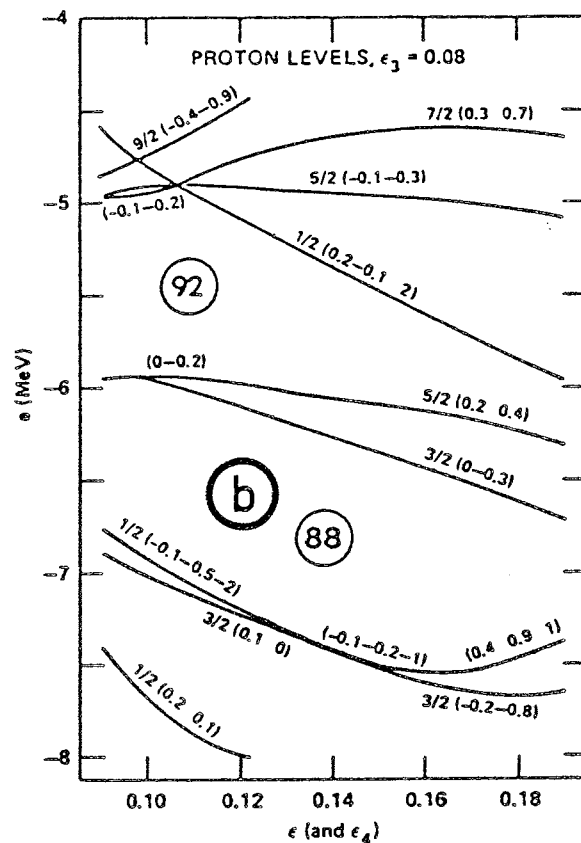 PROTON LEVELS, ϵ₃ = 0.08
−4
9/2 (−0.4−0.9)
7/2 (0.3 0.7)
5/2 (−0.1−0.3)
−5
(−0.1−0.2)
1/2 (0.2−0.1 2)
92
(0−0.2)
−6
5/2 (0.2 0.4)
3/2 (0−0.3)
b
88
1/2 (−0.1−0.5−2)
−7
3/2 (0.1 0)
(−0.1−0.2−1)
(0.4 0.9 1)
1/2 (0.2 0.1)
3/2 (−0.2−0.8)
−8
e (MeV)
0.10 0.12 0.14 0.16 0.18
ϵ (and ϵ₄)